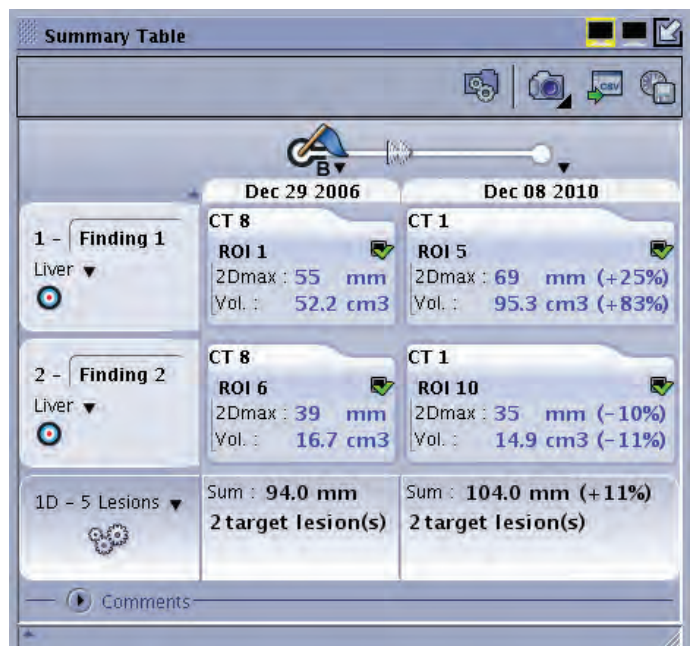 Summary Table
CSV
B
Dec 29 2006 Dec 08 2010
1 - Finding 1
Liver
CT 8
ROI 1
2Dmax : 55 mm
Vol. : 52.2 cm3
CT 1
ROI 5
2Dmax : 69 mm (+25%)
Vol. : 95.3 cm3 (+83%)
2 - Finding 2
Liver
CT 8
ROI 6
2Dmax : 39 mm
Vol. : 16.7 cm3
CT 1
ROI 10
2Dmax : 35 mm (-10%)
Vol. : 14.9 cm3 (-11%)
1D - 5 Lesions
Sum : 94.0 mm
2 target lesion(s)
Sum : 104.0 mm (+11%)
2 target lesion(s)
Comments